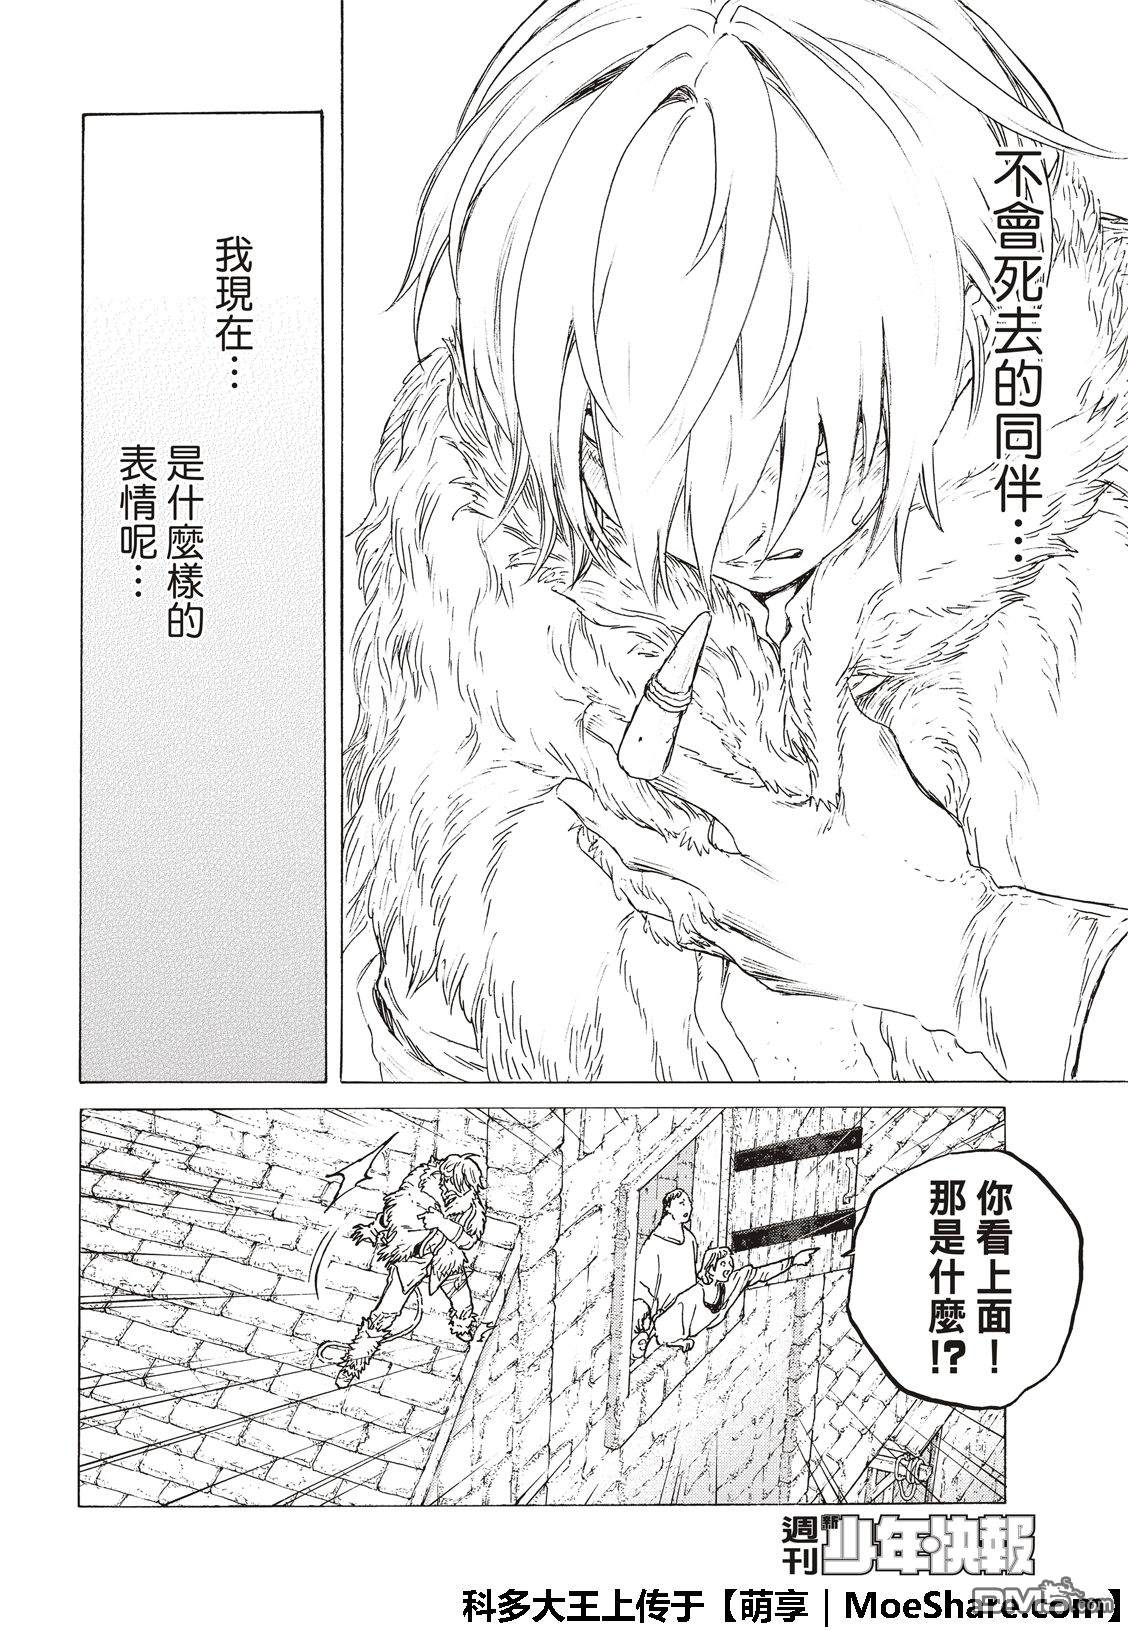 不會死去的同伴…
我現在…
是什麼樣的
表情呢…
你看上面！
那是什麼!?
週刊
新少年快報
科多大王上传于【萌享｜MoeShare.com】